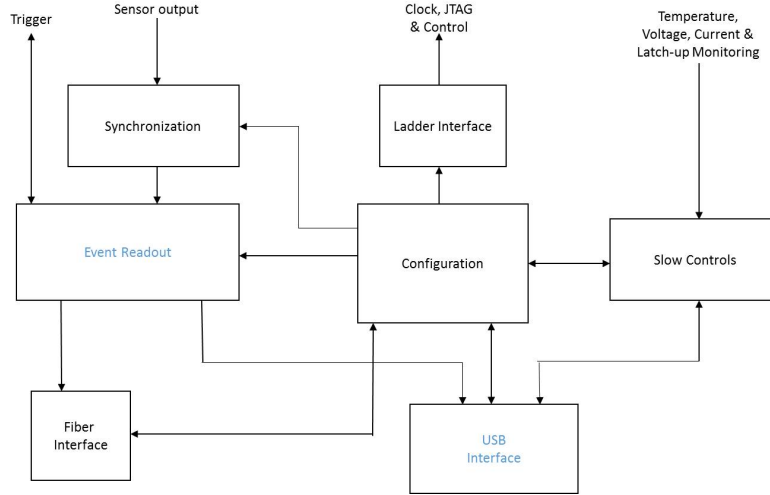 Trigger
Sensor output
Clock, JTAG
& Control
Temperature,
Voltage, Current &
Latch-up Monitoring
Synchronization
Ladder Interface
Event Readout
Configuration
Slow Controls
Fiber
Interface
USB
Interface